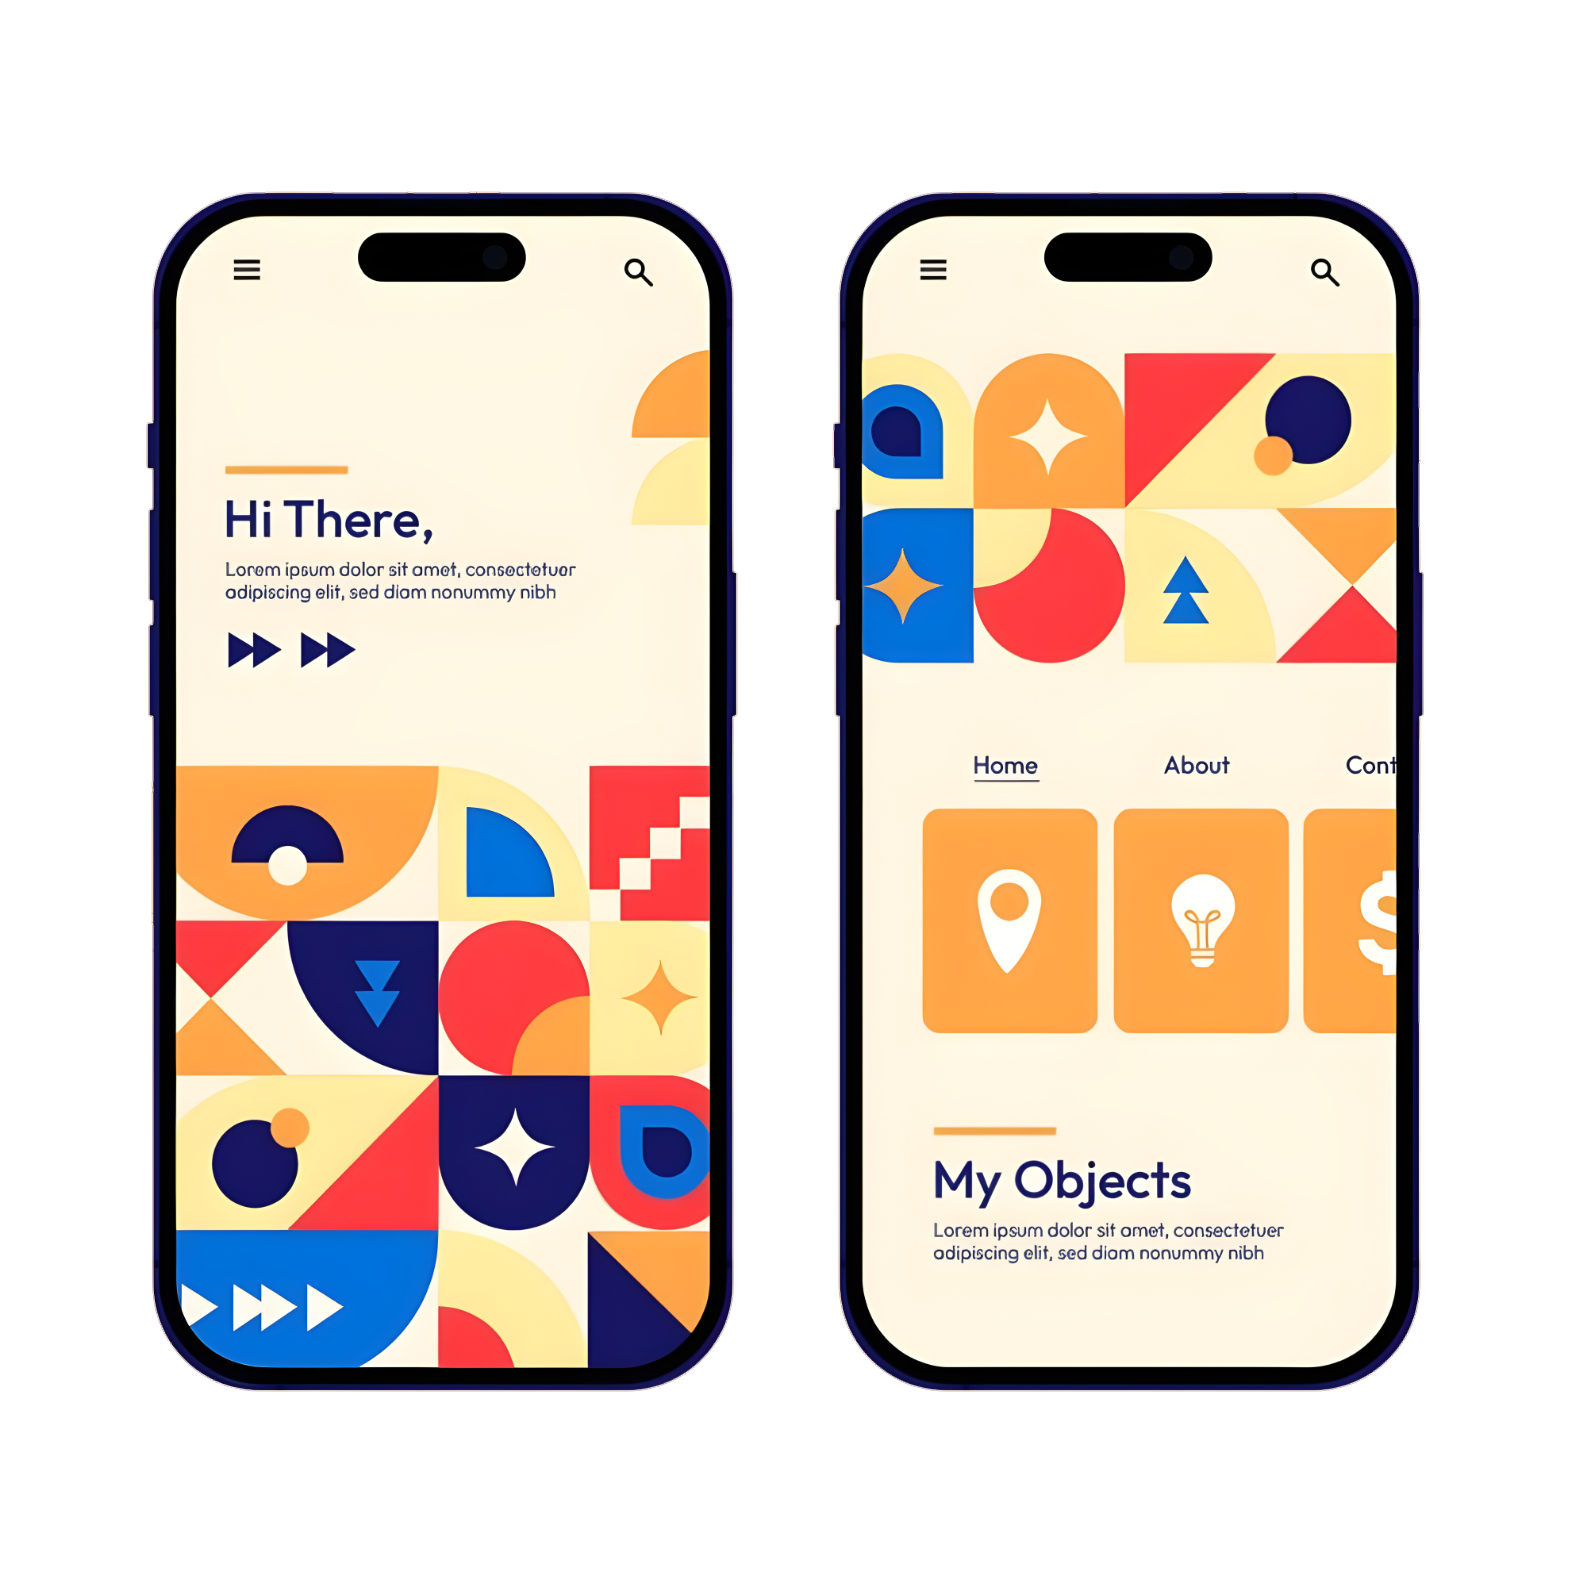 Hi There,
Lorem ipsum dolor sit amet, consectetuer
adipiscing elit, sed diam nonummy nibh
Home
About
Cont
$
My Objects
Lorem ipsum dolor sit amet, consectetuer
adipiscing elit, sed diam nonummy nibh